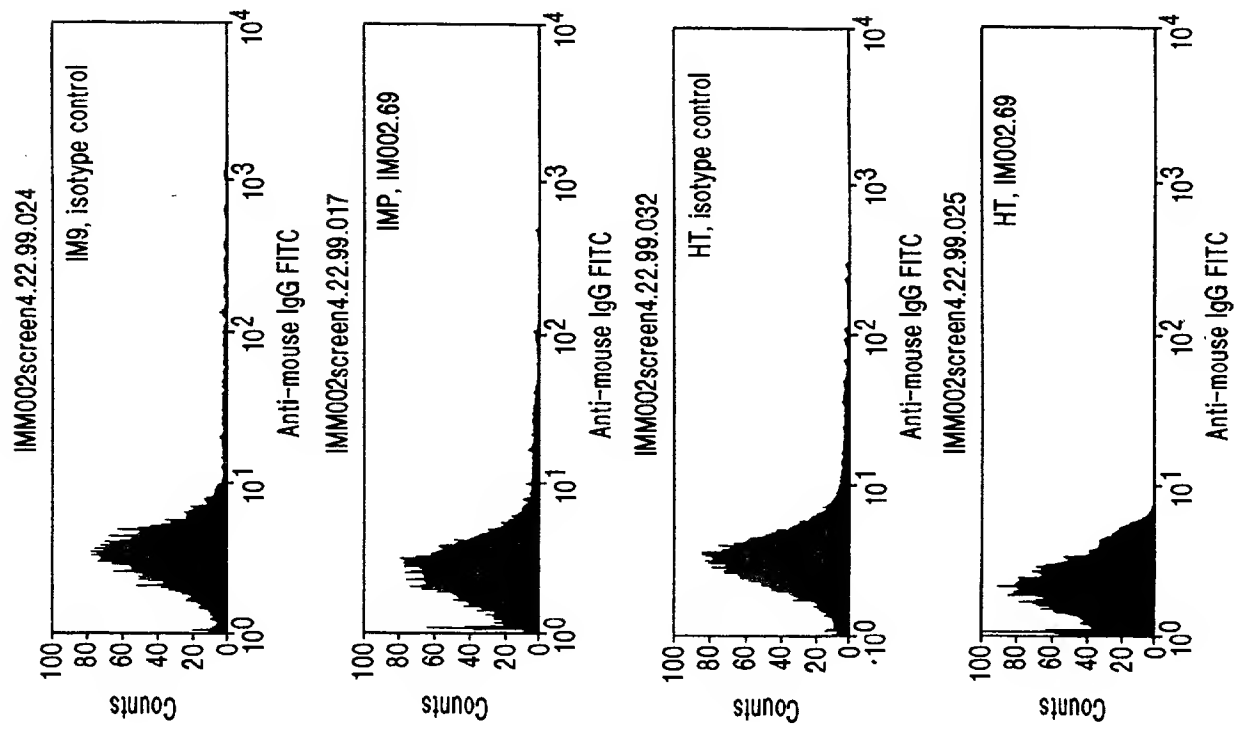 IMM002screen4.22.99.024
Counts
100
80
60
40
20
0
IM9, isotype control
10⁰ 10¹ 10² 10³ 10⁴
Anti-mouse IgG FITC
IMM002screen4.22.99.017
Counts
100
80
60
40
20
0
IMP, IM002.69
10⁰ 10¹ 10² 10³ 10⁴
Anti-mouse IgG FITC
IMM002screen4.22.99.032
Counts
100
80
60
40
20
0
HT, isotype control
10⁰ 10¹ 10² 10³ 10⁴
Anti-mouse IgG FITC
IMM002screen4.22.99.025
Counts
100
80
60
40
20
0
HT, IM002.69
10⁰ 10¹ 10² 10³ 10⁴
Anti-mouse IgG FITC